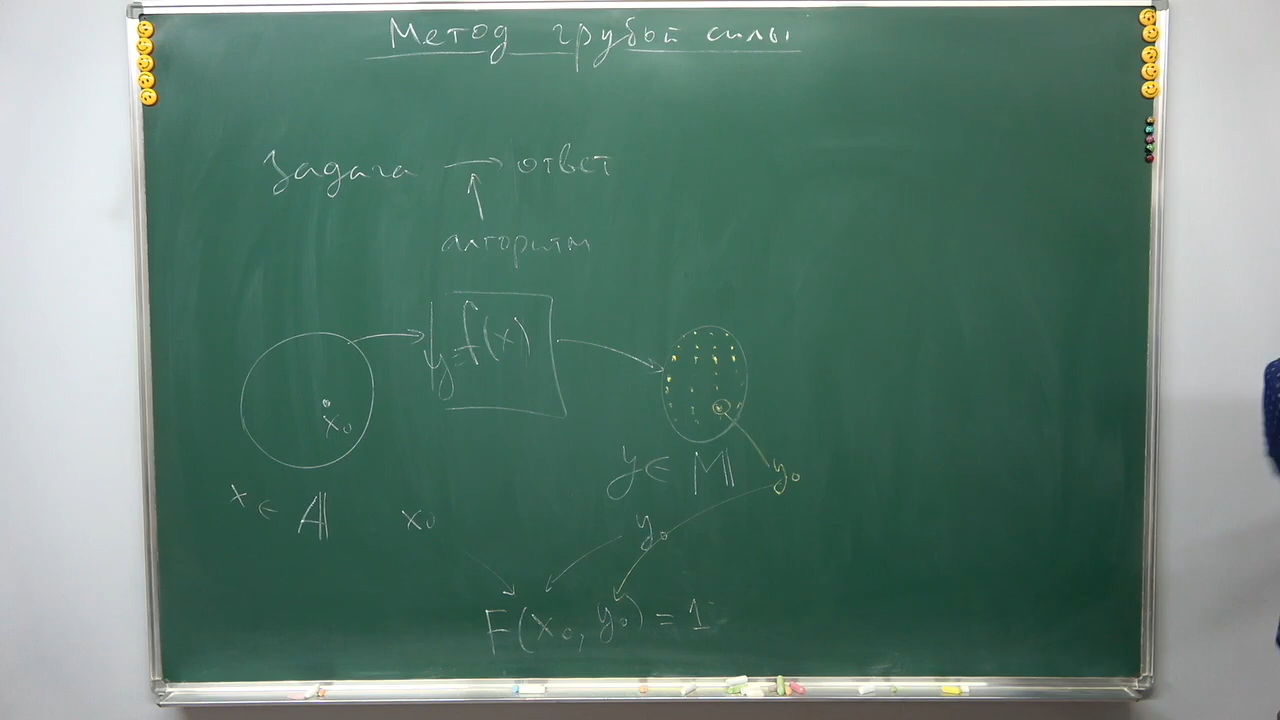 Метод грубой силы
Задача → ответ
↑
алгоритм
y=f(x)
x₀
y ∈ 𝕄
y₀
x ∈ 𝔸
x₀
y₀
F(x₀, y₀) = 1